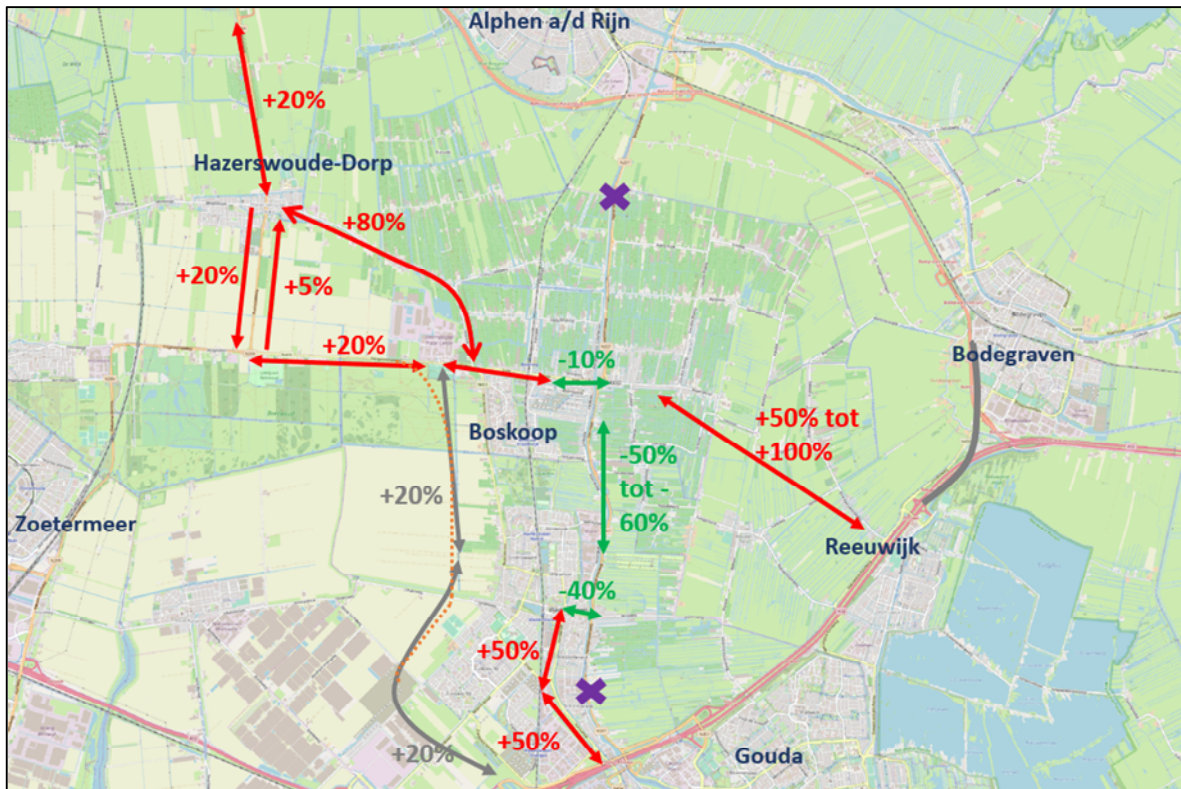 Alphen a/d Rijn
+20%
Hazerswoude-Dorp
+80%
+20%
+5%
+20%
-10%
Bodegraven
+50% tot
+100%
Boskoop
-50%
tot -
60%
+20%
Zoetermeer
Reeuwijk
-40%
+50%
+50%
+20%
Gouda